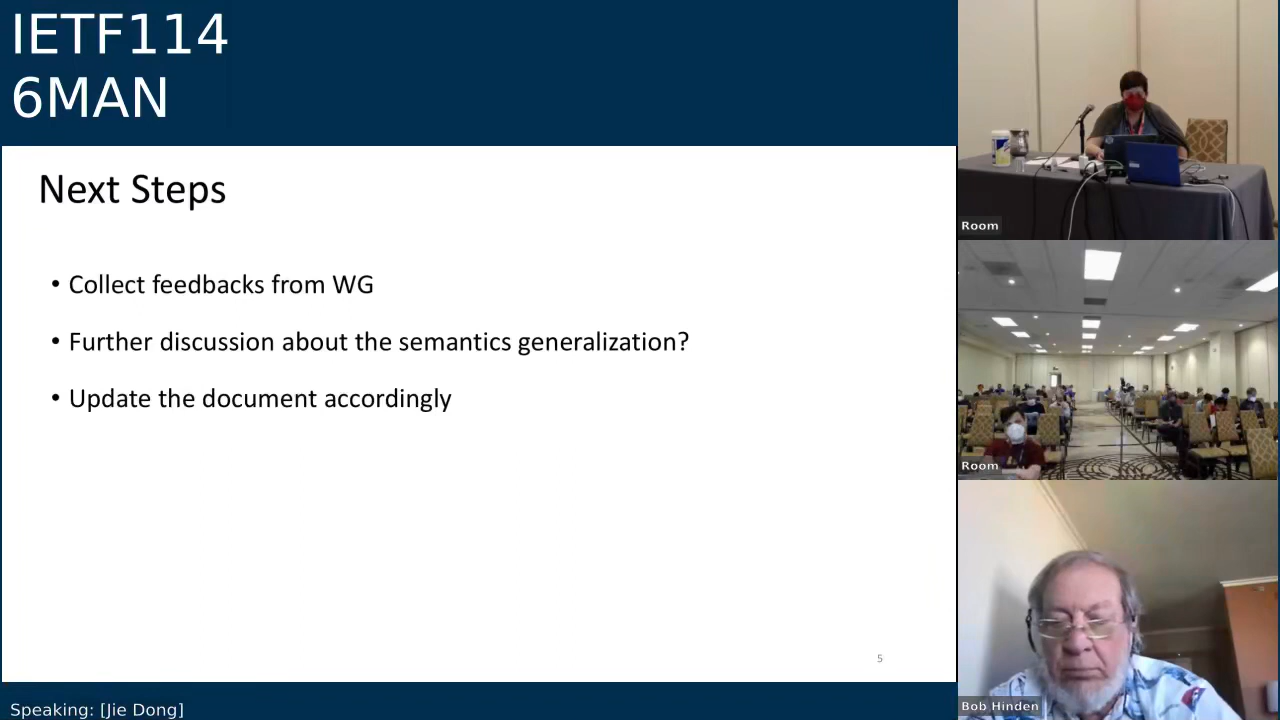 IETF114
6MAN
Next Steps
• Collect feedbacks from WG
• Further discussion about the semantics generalization?
• Update the document accordingly
5
Speaking: [Jie Dong]
Room
Room
Bob Hinden